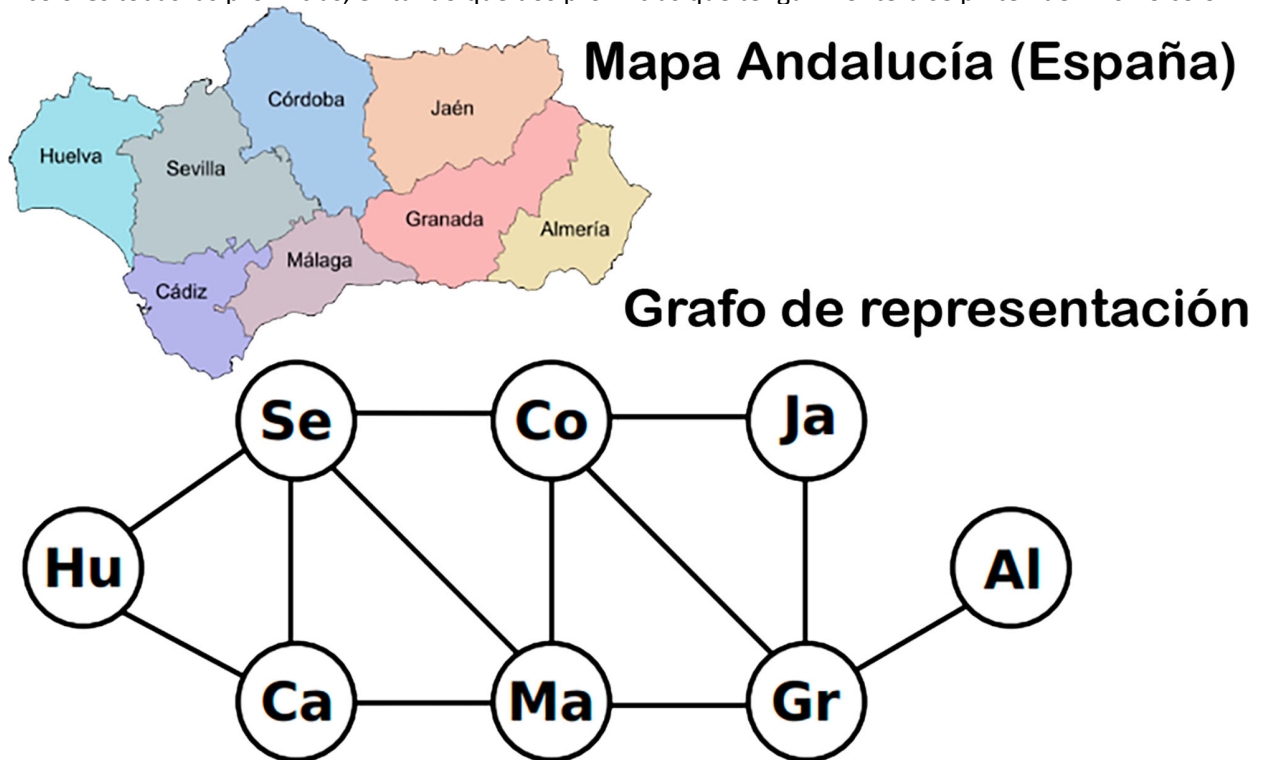 Mapa Andalucía (España)
Córdoba
Jaén
Huelva
Sevilla
Granada
Almería
Málaga
Cádiz
Grafo de representación
Se Co Ja
Hu Al
Ca Ma Gr